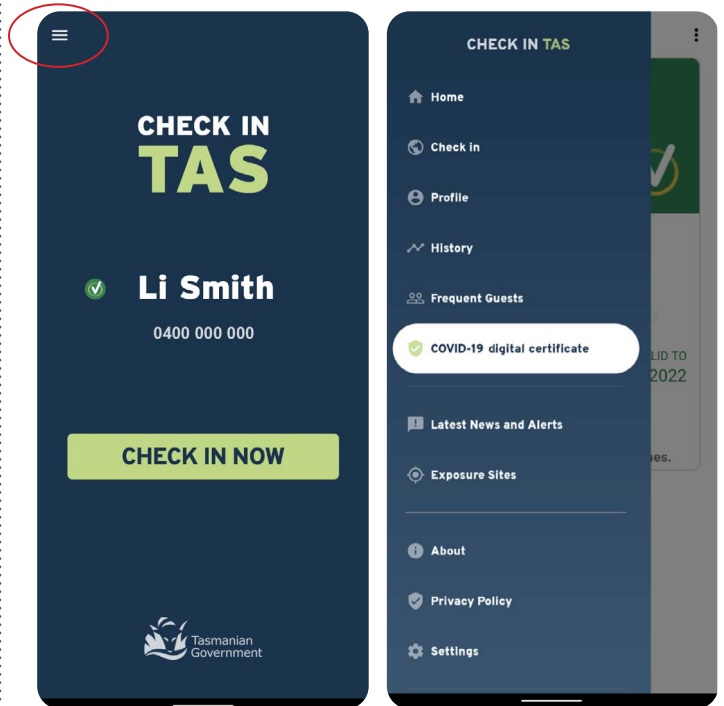 CHECK IN
TAS
Li Smith
0400 000 000
CHECK IN NOW
Tasmanian
Government
CHECK IN TAS
Home
Check in
Profile
History
Frequent Guests
COVID-19 digital certificate
LID TO
2022
Latest News and Alerts
es.
Exposure Sites
About
Privacy Policy
Settings